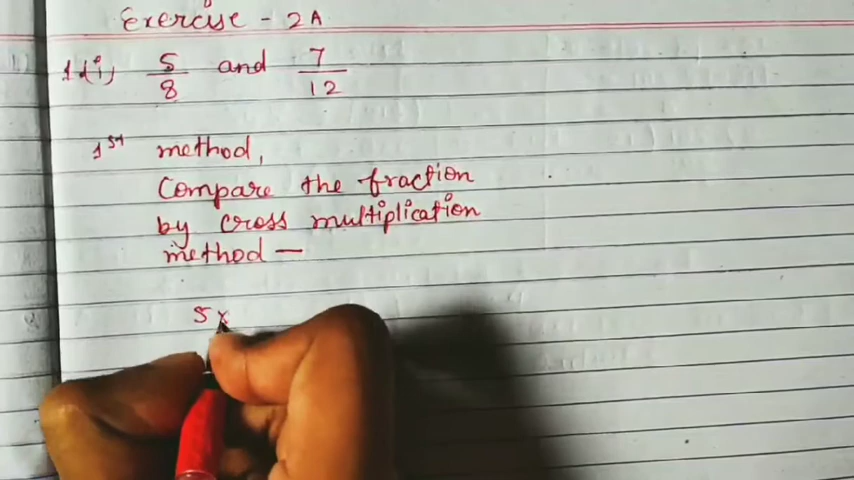 Exercise - 2A
1(i) 5/8 and 7/12
1st method,
Compare the fraction
by cross multiplication
method —
5 x